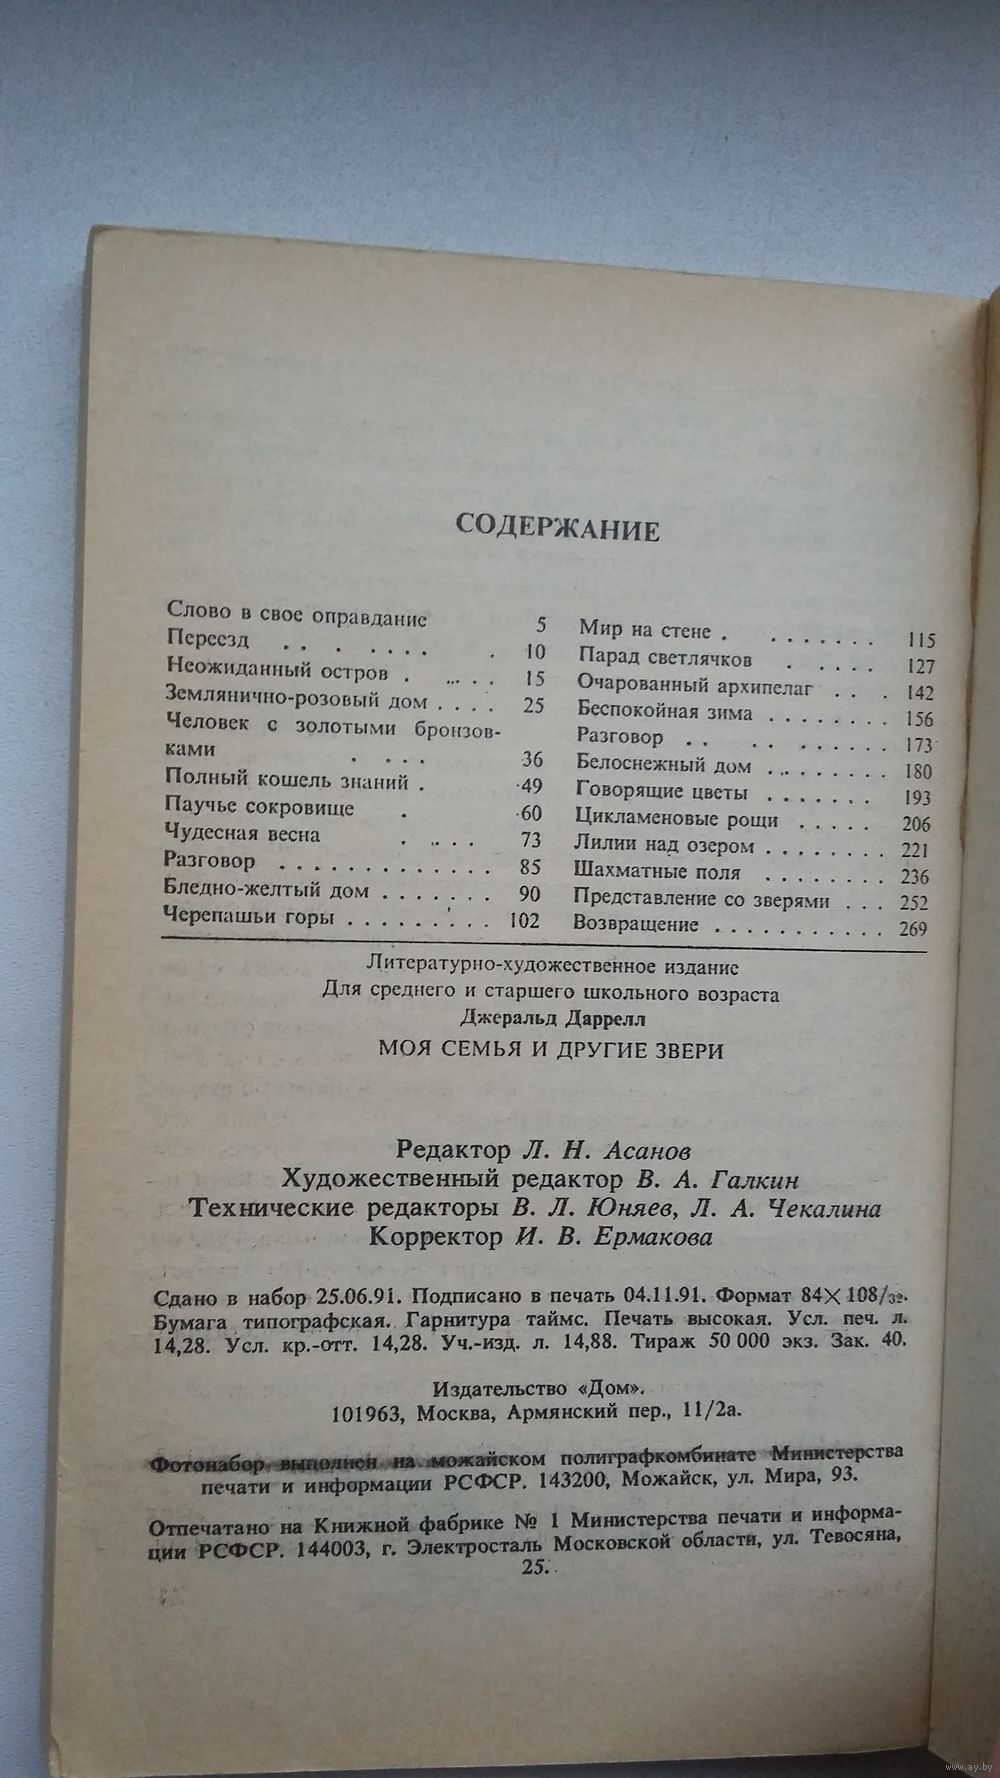 СОДЕРЖАНИЕ
Слово в свое оправдание 5
Переезд . . . . . . . . 10
Неожиданный остров . ... . . 15
Землянично-розовый дом . . . . 25
Человек с золотыми бронзов-
ками . . . . 36
Полный кошель знаний . 49
Паучье сокровище . 60
Чудесная весна . .. . . . 73
Разговор . . . . . . . . . . . . . 85
Бледно-желтый дом . . . . . . . 90
Черепашьи горы . . . . . . . . . 102
Мир на стене . . . . . . . . 115
Парад светлячков . . . . . 127
Очарованный архипелаг . . . 142
Беспокойная зима . . . . . . . . 156
Разговор . . . . . . . . . 173
Белоснежный дом . . . . . . . . 180
Говорящие цветы . . . . . . . 193
Цикламеновые рощи . . . . . 206
Лилии над озером . . . . . . . . 221
Шахматные поля . . . . . . . . 236
Представление со зверями . . . 252
Возвращение . . . . . . . . . . . 269
Литературно-художественное издание
Для среднего и старшего школьного возраста
Джеральд Даррелл
МОЯ СЕМЬЯ И ДРУГИЕ ЗВЕРИ
Редактор Л. Н. Асанов
Художественный редактор В. А. Галкин
Технические редакторы В. Л. Юняев, Л. А. Чекалина
Корректор И. В. Ермакова
Сдано в набор 25.06.91. Подписано в печать 04.11.91. Формат 84×108/32.
Бумага типографская. Гарнитура таймс. Печать высокая. Усл. печ. л.
14,28. Усл. кр.-отт. 14,28. Уч.-изд. л. 14,88. Тираж 50 000 экз. Зак. 40.
Издательство «Дом».
101963, Москва, Армянский пер., 11/2а.
Фотонабор выполнен на можайском полиграфкомбинате Министерства
печати и информации РСФСР. 143200, Можайск, ул. Мира, 93.
Отпечатано на Книжной фабрике № 1 Министерства печати и информа-
ции РСФСР. 144003, г. Электросталь Московской области, ул. Тевосяна,
25.
www.ay.by